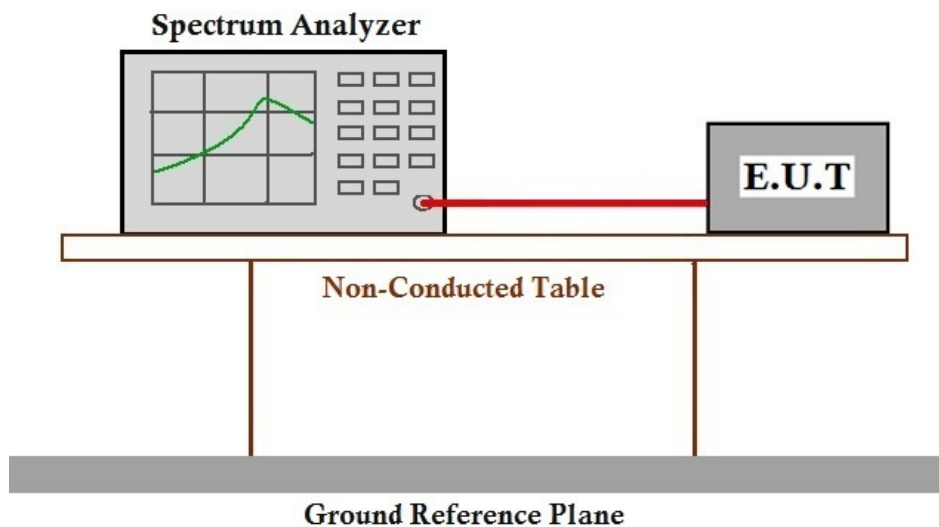 Spectrum Analyzer
E.U.T
Non-Conducted Table
Ground Reference Plane